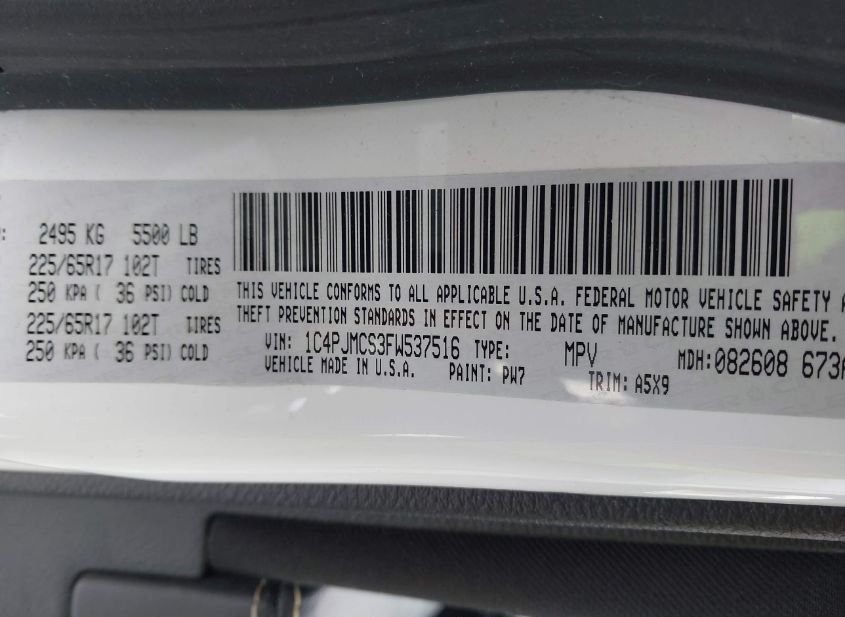 2495 KG 5500 LB
225/65R17 102T TIRES
250 KPA ( 36 PSI) COLD
225/65R17 102T TIRES
250 KPA ( 36 PSI) COLD
THIS VEHICLE CONFORMS TO ALL APPLICABLE U.S.A. FEDERAL MOTOR VEHICLE SAFETY
THEFT PREVENTION STANDARDS IN EFFECT ON THE DATE OF MANUFACTURE SHOWN ABOVE.
VIN: 1C4PJMCS3FW537516 TYPE: MPV MDH:082608 673
VEHICLE MADE IN U.S.A. PAINT: PW7 TRIM: A5X9